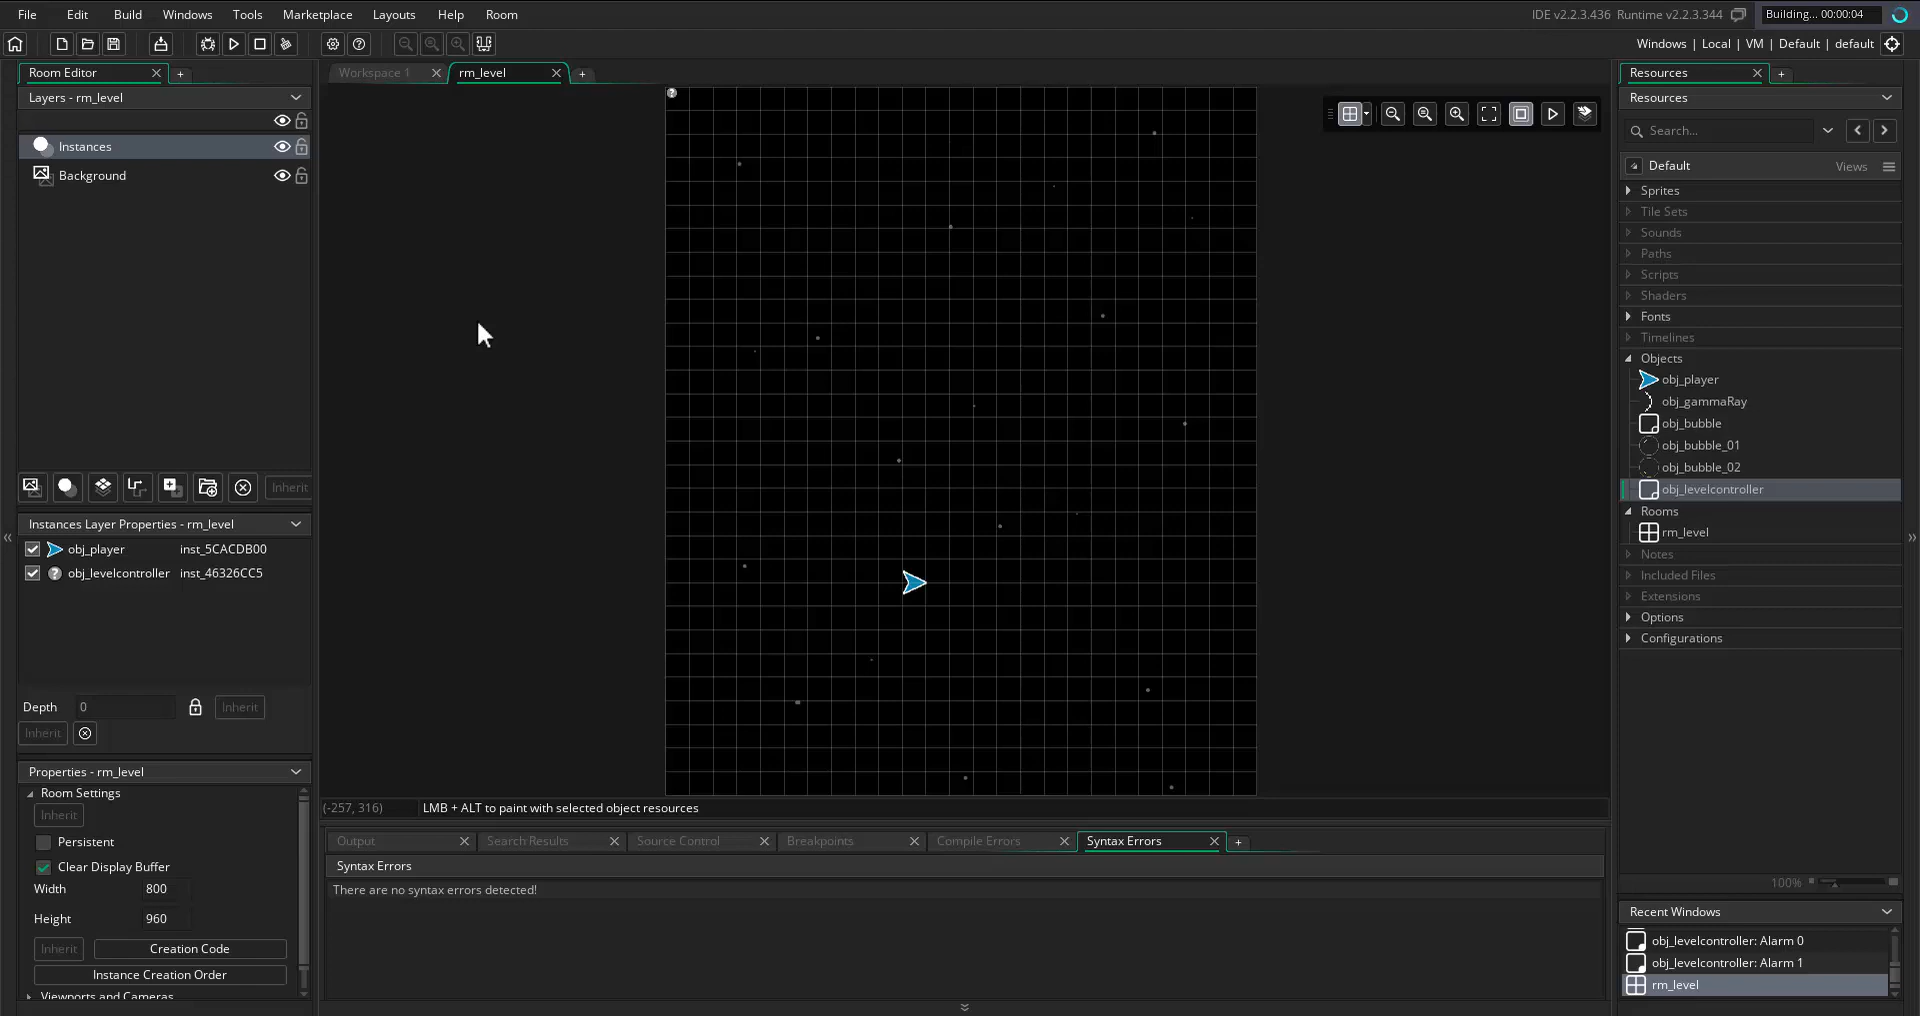 File Edit Build Windows Tools Marketplace Layouts Help Room
IDE v2.2.3.436 Runtime v2.2.3.344
Building... 00:00:04
Windows | Local | VM | Default | default
Room Editor
Layers - rm_level
Instances
Background
Inherit
Instances Layer Properties - rm_level
obj_player inst_5CACDB00
obj_levelcontroller inst_46326CC5
Depth 0 Inherit
Inherit
Properties - rm_level
Room Settings
Inherit
Persistent
Clear Display Buffer
Width 800
Height 960
Inherit Creation Code
Instance Creation Order
Viewports and Cameras
Workspace 1 rm_level
(-257, 316) LMB + ALT to paint with selected object resources
Output Search Results Source Control Breakpoints Compile Errors Syntax Errors
Syntax Errors
There are no syntax errors detected!
Resources
Resources
Search...
Default Views
Sprites
Tile Sets
Sounds
Paths
Scripts
Shaders
Fonts
Timelines
Objects
obj_player
obj_gammaRay
obj_bubble
obj_bubble_01
obj_bubble_02
obj_levelcontroller
Rooms
rm_level
Notes
Included Files
Extensions
Options
Configurations
100%
Recent Windows
obj_levelcontroller: Alarm 0
obj_levelcontroller: Alarm 1
rm_level